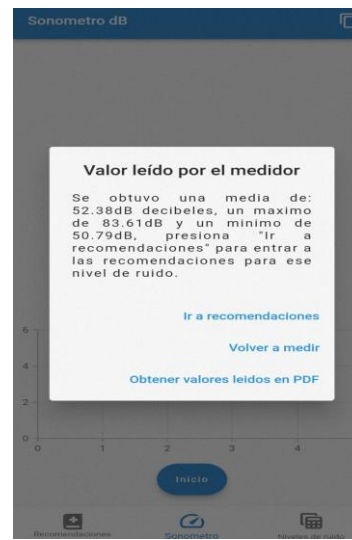 Sonometro dB
Valor leído por el medidor
Se obtuvo una media de:
52.38dB decibeles, un maximo
de 83.61dB y un minimo de
50.79dB, presiona "Ir a
recomendaciones" para entrar a
las recomendaciones para ese
nivel de ruido.
Ir a recomendaciones
Volver a medir
Obtener valores leidos en PDF
6
4
2
0
0 1 2 3 4
Inicio
Recomendaciones Sonometro Niveles de ruido